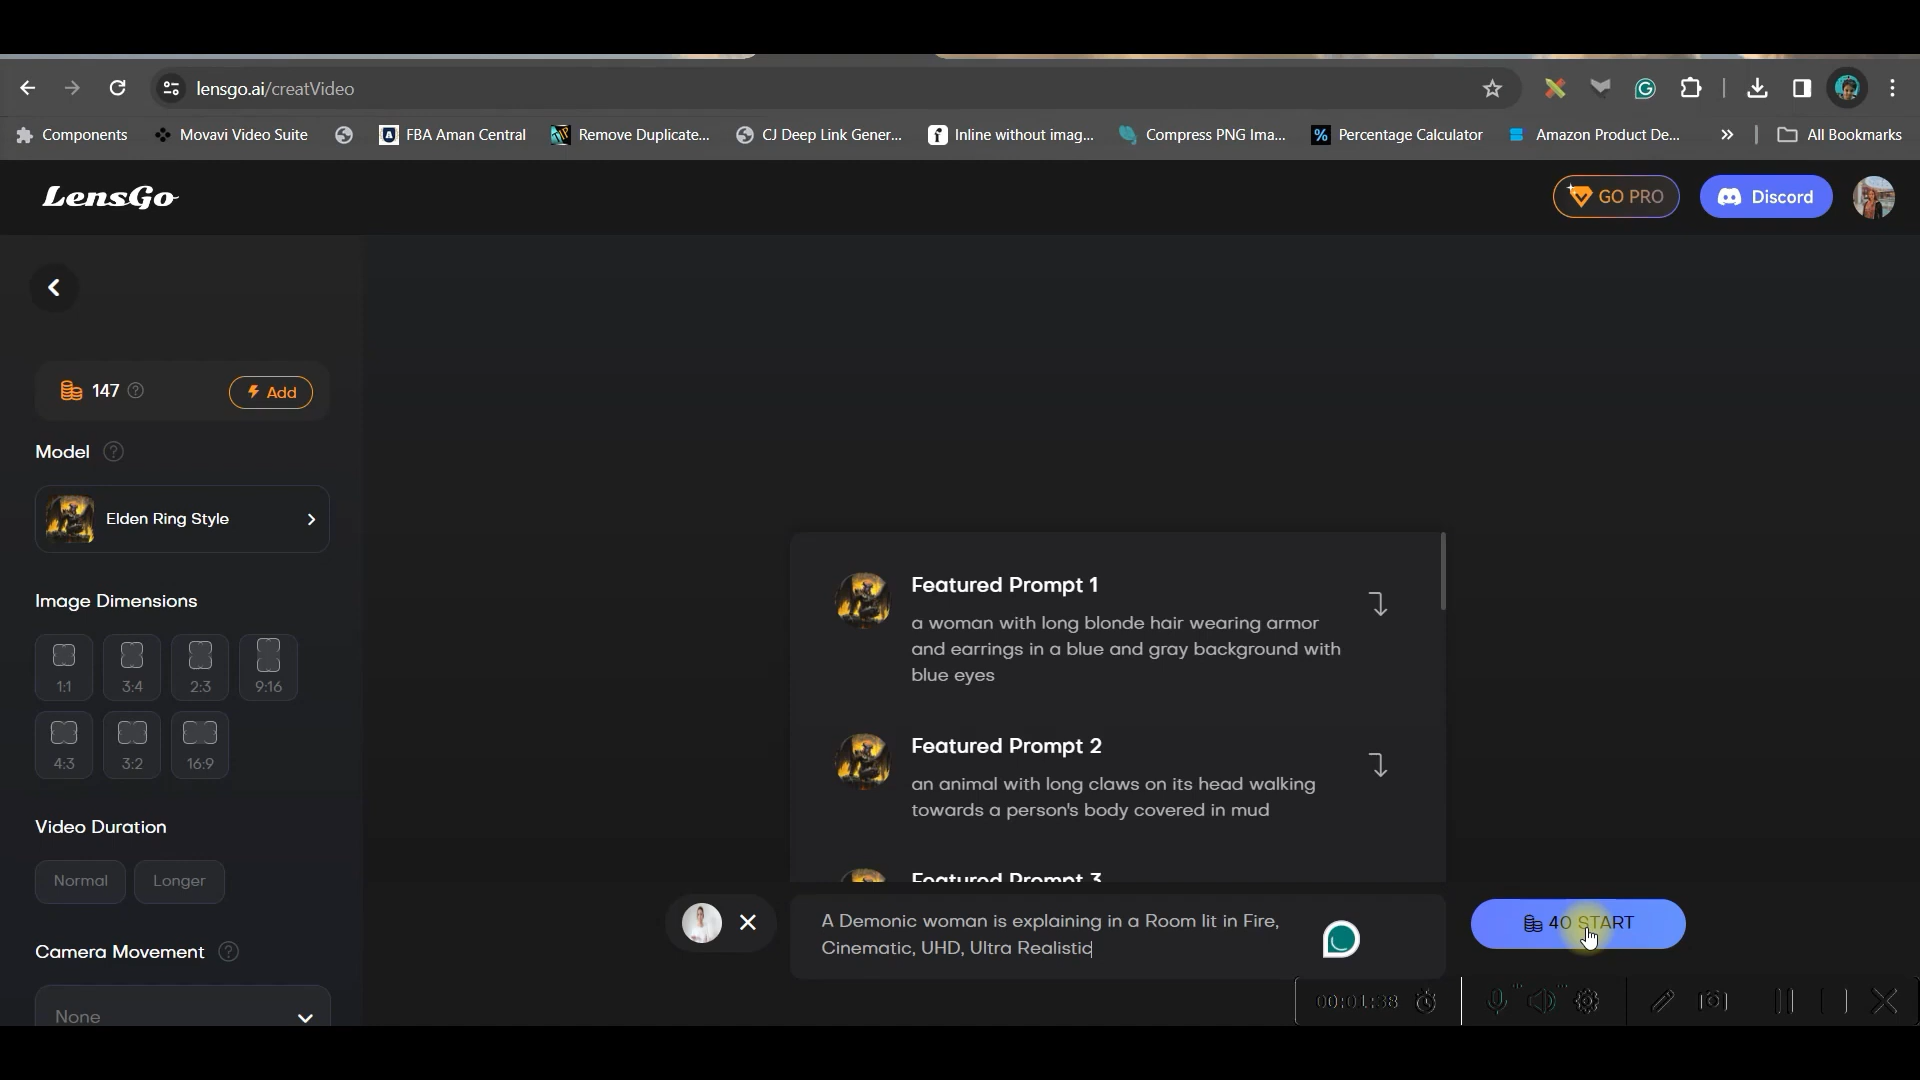 lensgo.ai/creatVideo
Components
Movavi Video Suite
FBA Aman Central
Remove Duplicate...
CJ Deep Link Gener...
Inline without imag...
Compress PNG Ima...
Percentage Calculator
Amazon Product De...
»
All Bookmarks
LensGo
GO PRO
Discord
147
Add
Model
Elden Ring Style
Image Dimensions
1:1
3:4
2:3
9:16
4:3
3:2
16:9
Video Duration
Normal
Longer
Camera Movement
None
Featured Prompt 1
a woman with long blonde hair wearing armor
and earrings in a blue and gray background with
blue eyes
Featured Prompt 2
an animal with long claws on its head walking
towards a person's body covered in mud
Featured Prompt 3
A Demonic woman is explaining in a Room lit in Fire,
Cinematic, UHD, Ultra Realistic
40 START
00:01:38